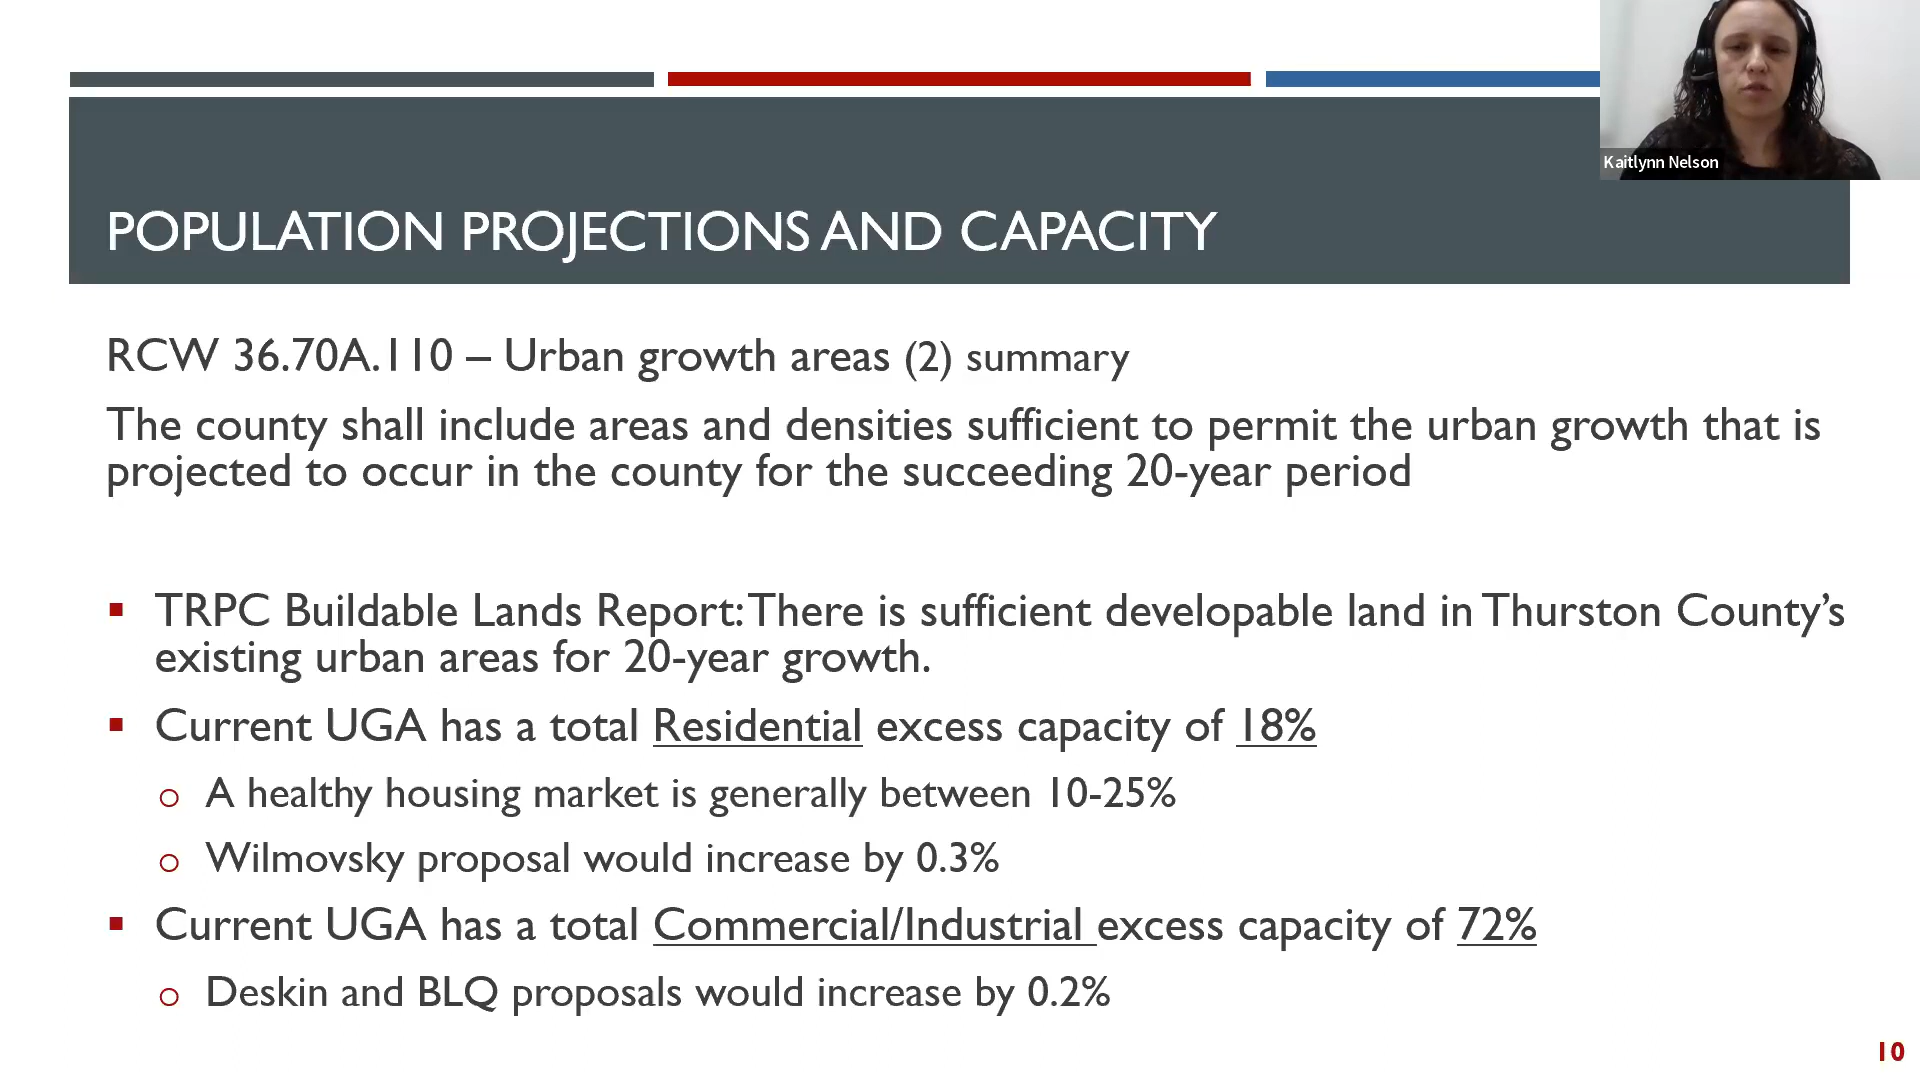 Kaitlynn Nelson
POPULATION PROJECTIONS AND CAPACITY
RCW 36.70A.110 – Urban growth areas (2) summary
The county shall include areas and densities sufficient to permit the urban growth that is
projected to occur in the county for the succeeding 20-year period
TRPC Buildable Lands Report: There is sufficient developable land in Thurston County’s
existing urban areas for 20-year growth.
Current UGA has a total Residential excess capacity of 18%
A healthy housing market is generally between 10-25%
Wilmovsky proposal would increase by 0.3%
Current UGA has a total Commercial/Industrial excess capacity of 72%
Deskin and BLQ proposals would increase by 0.2%
10